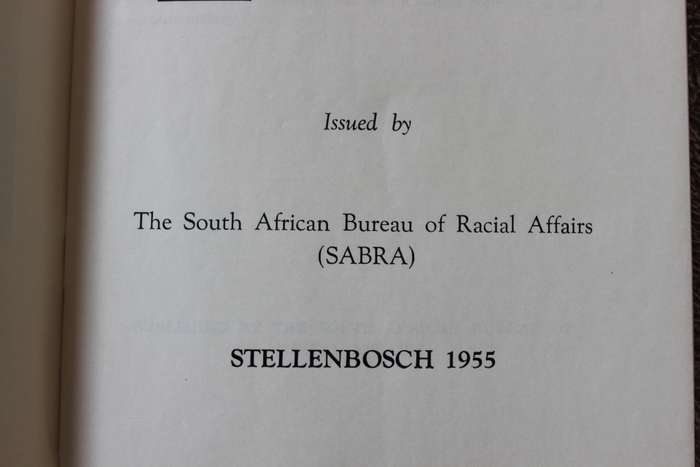 Issued by
The South African Bureau of Racial Affairs
(SABRA)
STELLENBOSCH 1955